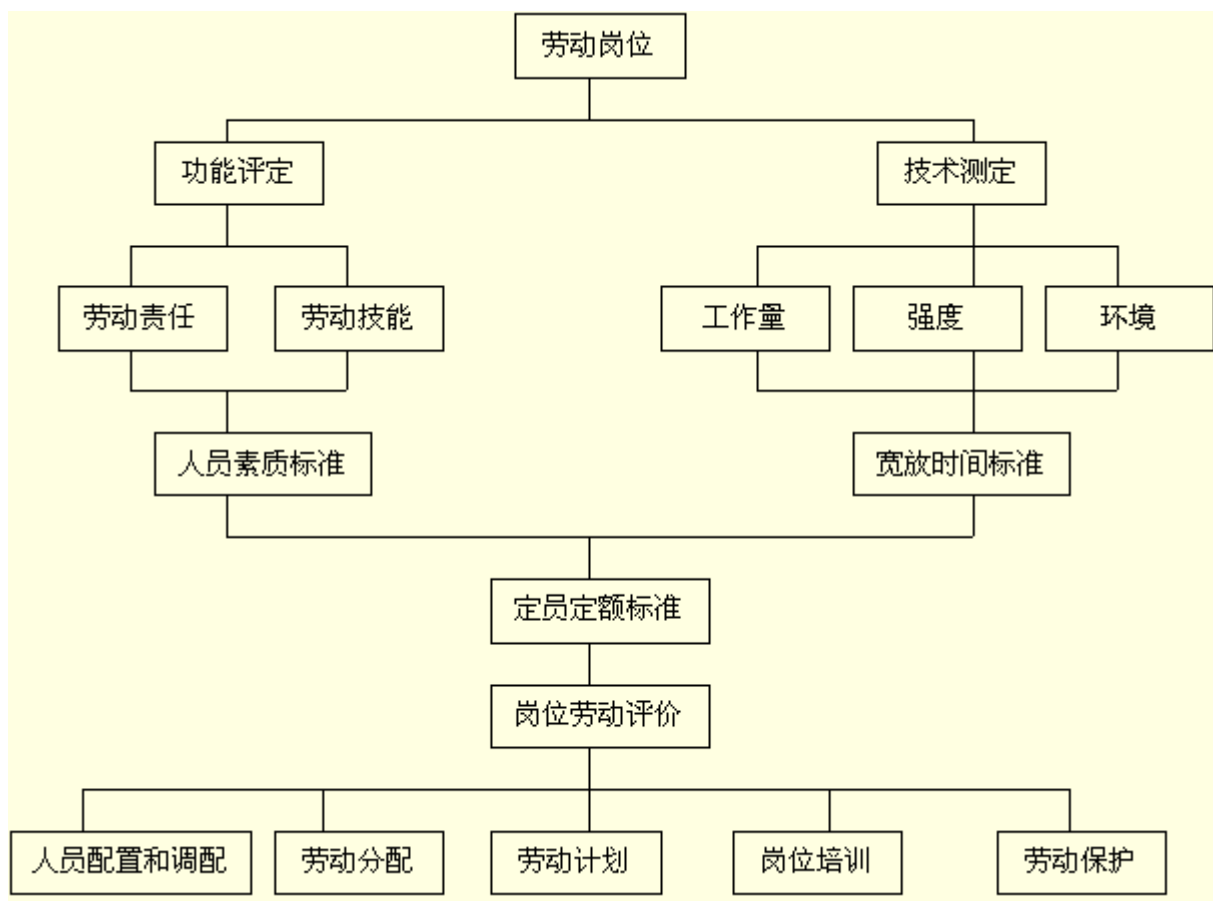 劳动岗位
功能评定
技术测定
劳动责任
劳动技能
工作量
强度
环境
人员素质标准
宽放时间标准
定员定额标准
岗位劳动评价
人员配置和调配
劳动分配
劳动计划
岗位培训
劳动保护